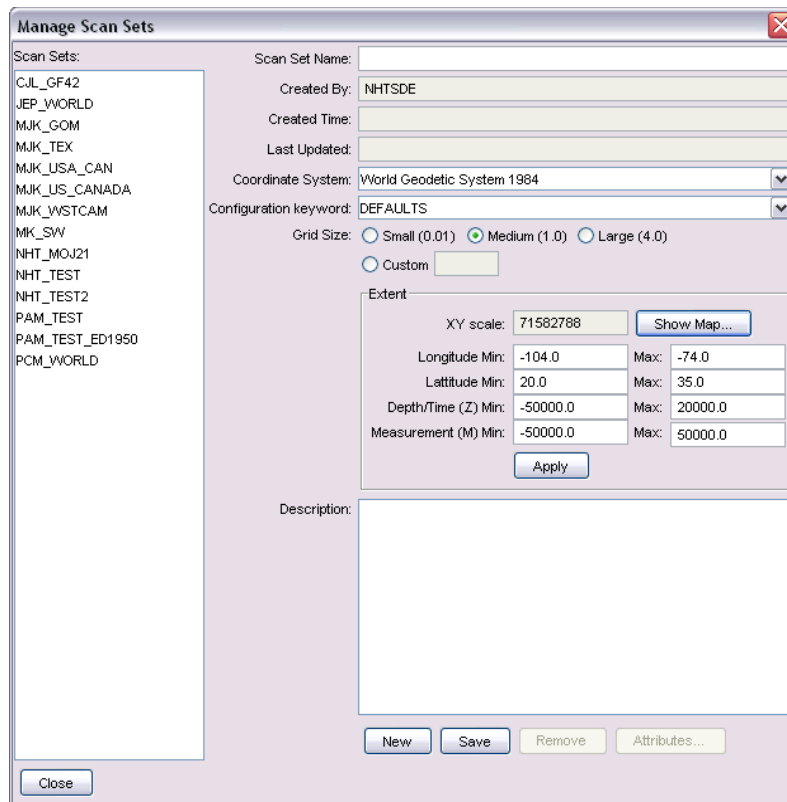 Manage Scan Sets
Scan Sets:
CJL_GF42
JEP_WORLD
MJK_GOM
MJK_TEX
MJK_USA_CAN
MJK_US_CANADA
MJK_WSTCAM
MK_SW
NHT_MOJ21
NHT_TEST
NHT_TEST2
PAM_TEST
PAM_TEST_ED1950
PCM_WORLD
Scan Set Name:
Created By: NHTSDE
Created Time:
Last Updated:
Coordinate System: World Geodetic System 1984
Configuration keyword: DEFAULTS
Grid Size: Small (0.01) Medium (1.0) Large (4.0)
Custom
Extent
XY scale: 71582788 Show Map...
Longitude Min: -104.0 Max: -74.0
Lattitude Min: 20.0 Max: 35.0
Depth/Time (Z) Min: -50000.0 Max: 20000.0
Measurement (M) Min: -50000.0 Max: 50000.0
Apply
Description:
New Save Remove Attributes...
Close